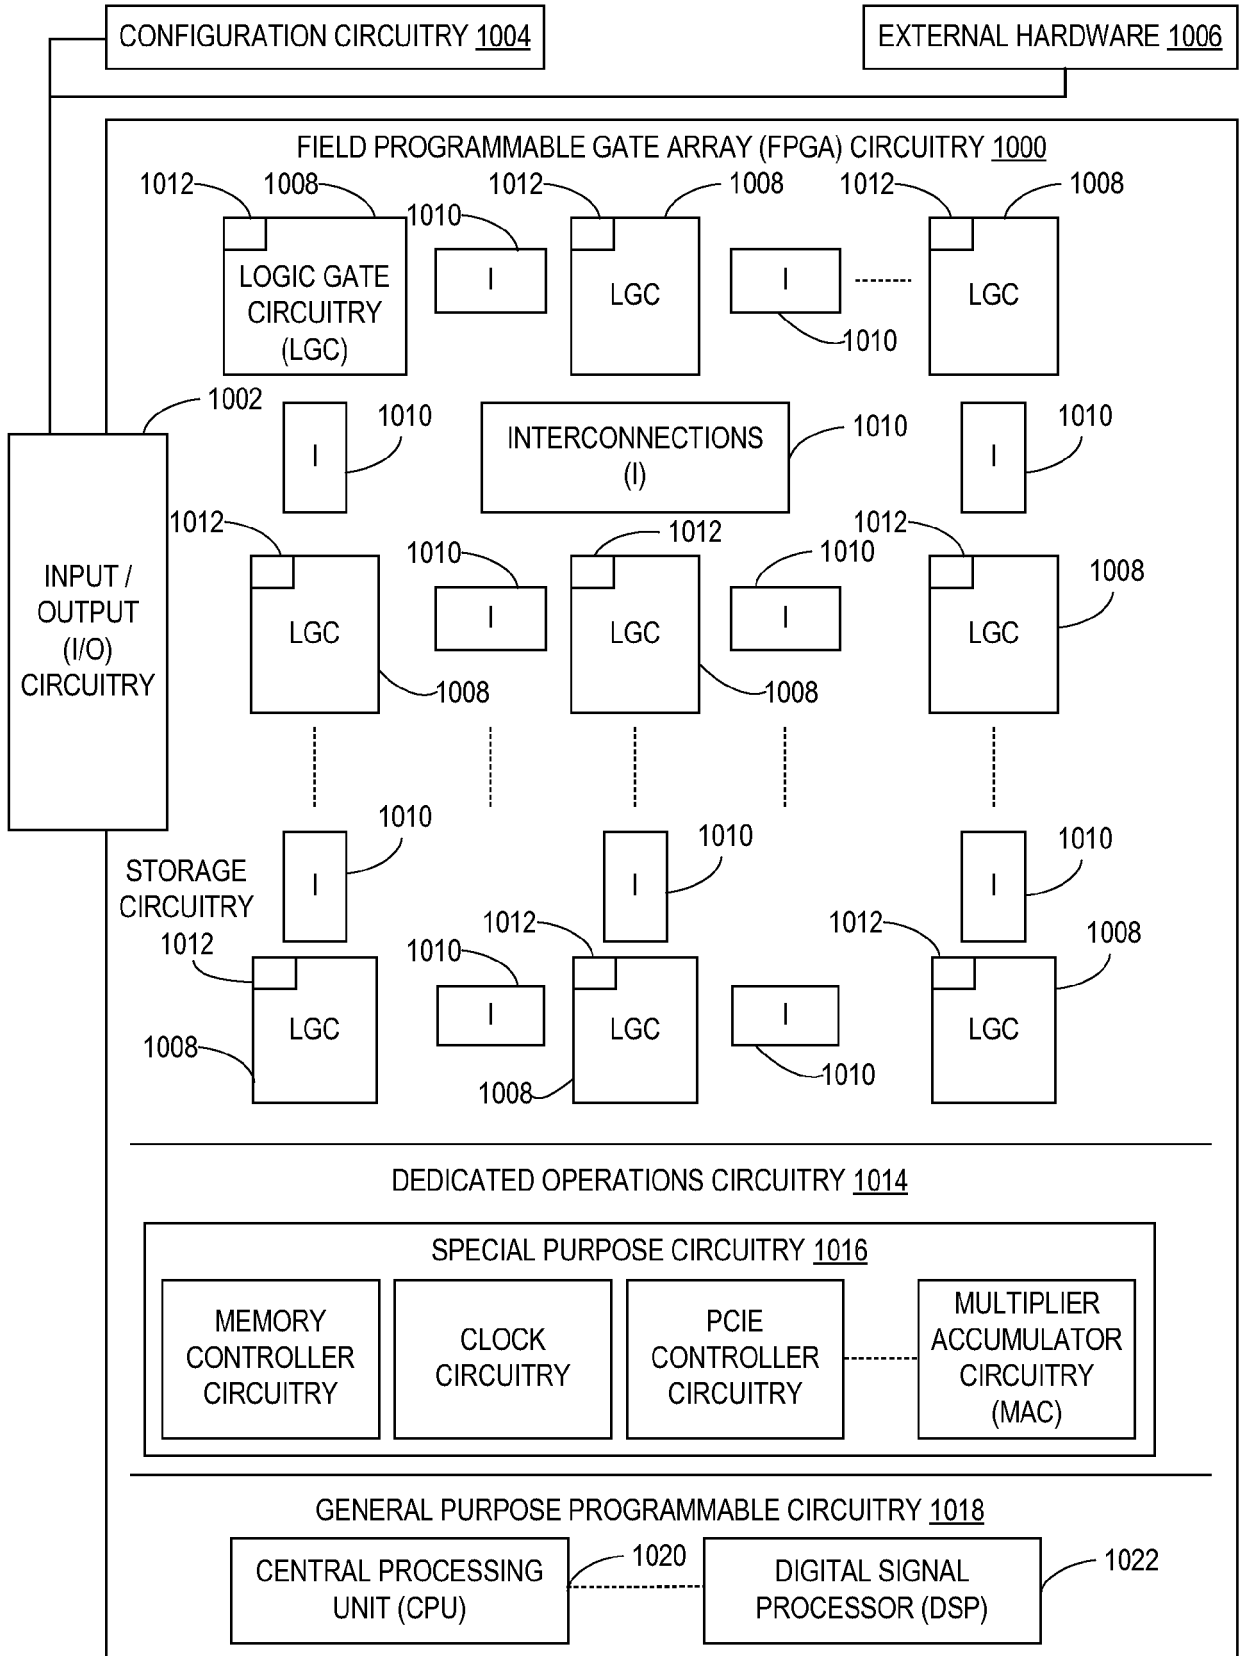 CONFIGURATION CIRCUITRY 1004
EXTERNAL HARDWARE 1006
FIELD PROGRAMMABLE GATE ARRAY (FPGA) CIRCUITRY 1000
1012
1008
1010
1012
1008
1012
1008
LOGIC GATE
CIRCUITRY
(LGC)
I
LGC
I
LGC
1010
1002
1010
1010
1010
I
INTERCONNECTIONS
(I)
I
1012
1010
1012
1010
1012
INPUT /
OUTPUT
(I/O)
CIRCUITRY
1008
LGC
I
LGC
I
LGC
1008
1008
1010
1010
1010
STORAGE
CIRCUITRY
I
I
I
1012
1010
1012
1012
1008
LGC
I
LGC
I
LGC
1008
1008
1010
DEDICATED OPERATIONS CIRCUITRY 1014
SPECIAL PURPOSE CIRCUITRY 1016
MEMORY
CONTROLLER
CIRCUITRY
CLOCK
CIRCUITRY
PCIE
CONTROLLER
CIRCUITRY
MULTIPLIER
ACCUMULATOR
CIRCUITRY
(MAC)
GENERAL PURPOSE PROGRAMMABLE CIRCUITRY 1018
CENTRAL PROCESSING
UNIT (CPU)
1020
DIGITAL SIGNAL
PROCESSOR (DSP)
1022